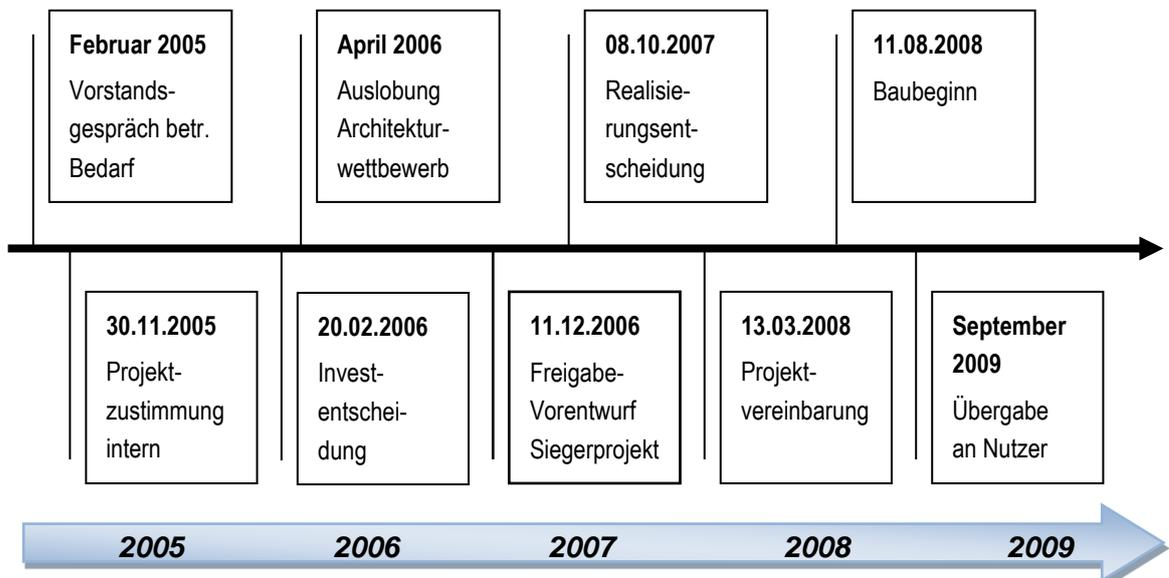 Februar 2005
Vorstands-
gespräch betr.
Bedarf
April 2006
Auslobung
Architektur-
wettbewerb
08.10.2007
Realisie-
rungsent-
scheidung
11.08.2008
Baubeginn
30.11.2005
Projekt-
zustimmung
intern
20.02.2006
Invest-
entschei-
dung
11.12.2006
Freigabe-
Vorentwurf
Siegerprojekt
13.03.2008
Projekt-
vereinbarung
September
2009
Übergabe
an Nutzer
2005 2006 2007 2008 2009